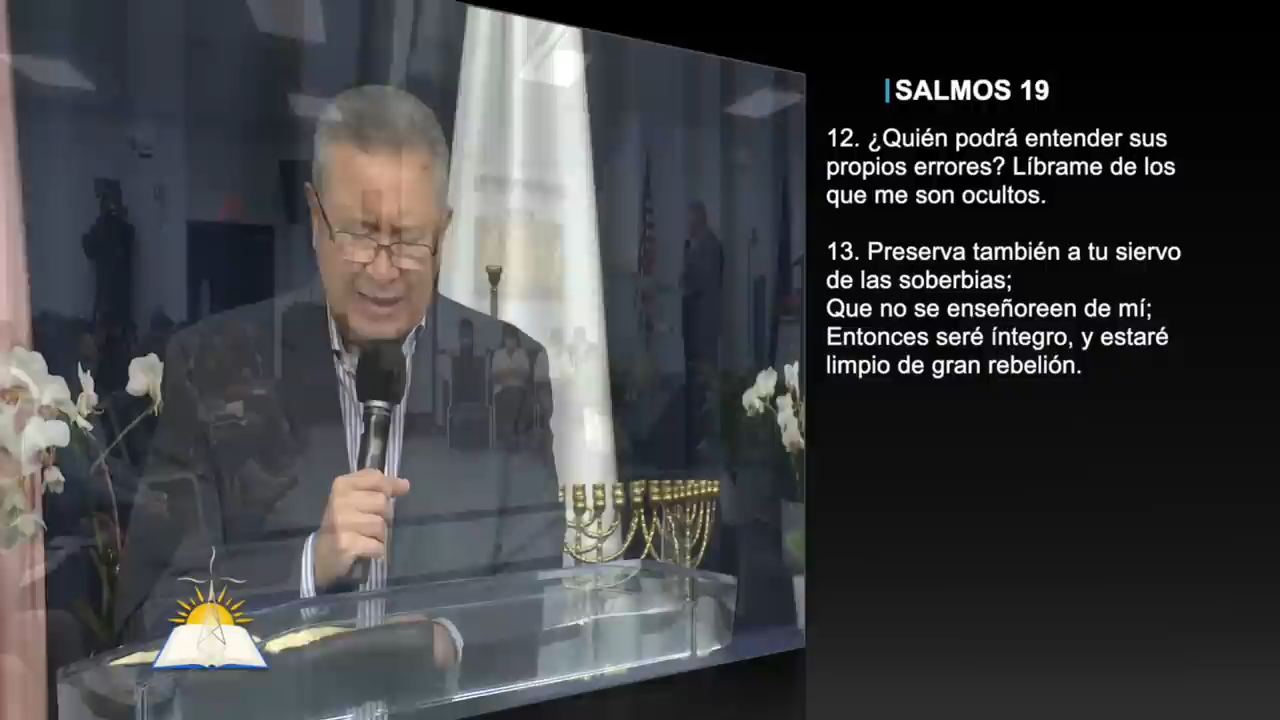 SALMOS 19
12. ¿Quién podrá entender sus
propios errores? Líbrame de los
que me son ocultos.
13. Preserva también a tu siervo
de las soberbias;
Que no se enseñoreen de mí;
Entonces seré íntegro, y estaré
limpio de gran rebelión.